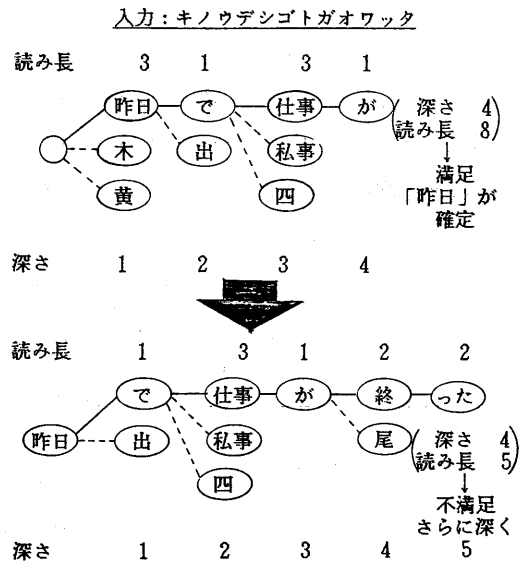 入力:キノウデシゴトガオワッタ
読み長 3 1 3 1
昨日 で 仕事 が
(深さ 4
読み長 8)
木 出 私事
黄 四
↓
満足
「昨日」が
確定
深さ 1 2 3 4
読み長 1 3 1 2 2
で 仕事 が 終 った
昨日 出 私事 尾
(深さ 4
読み長 5)
四
↓
不満足
さらに深く
深さ 1 2 3 4 5